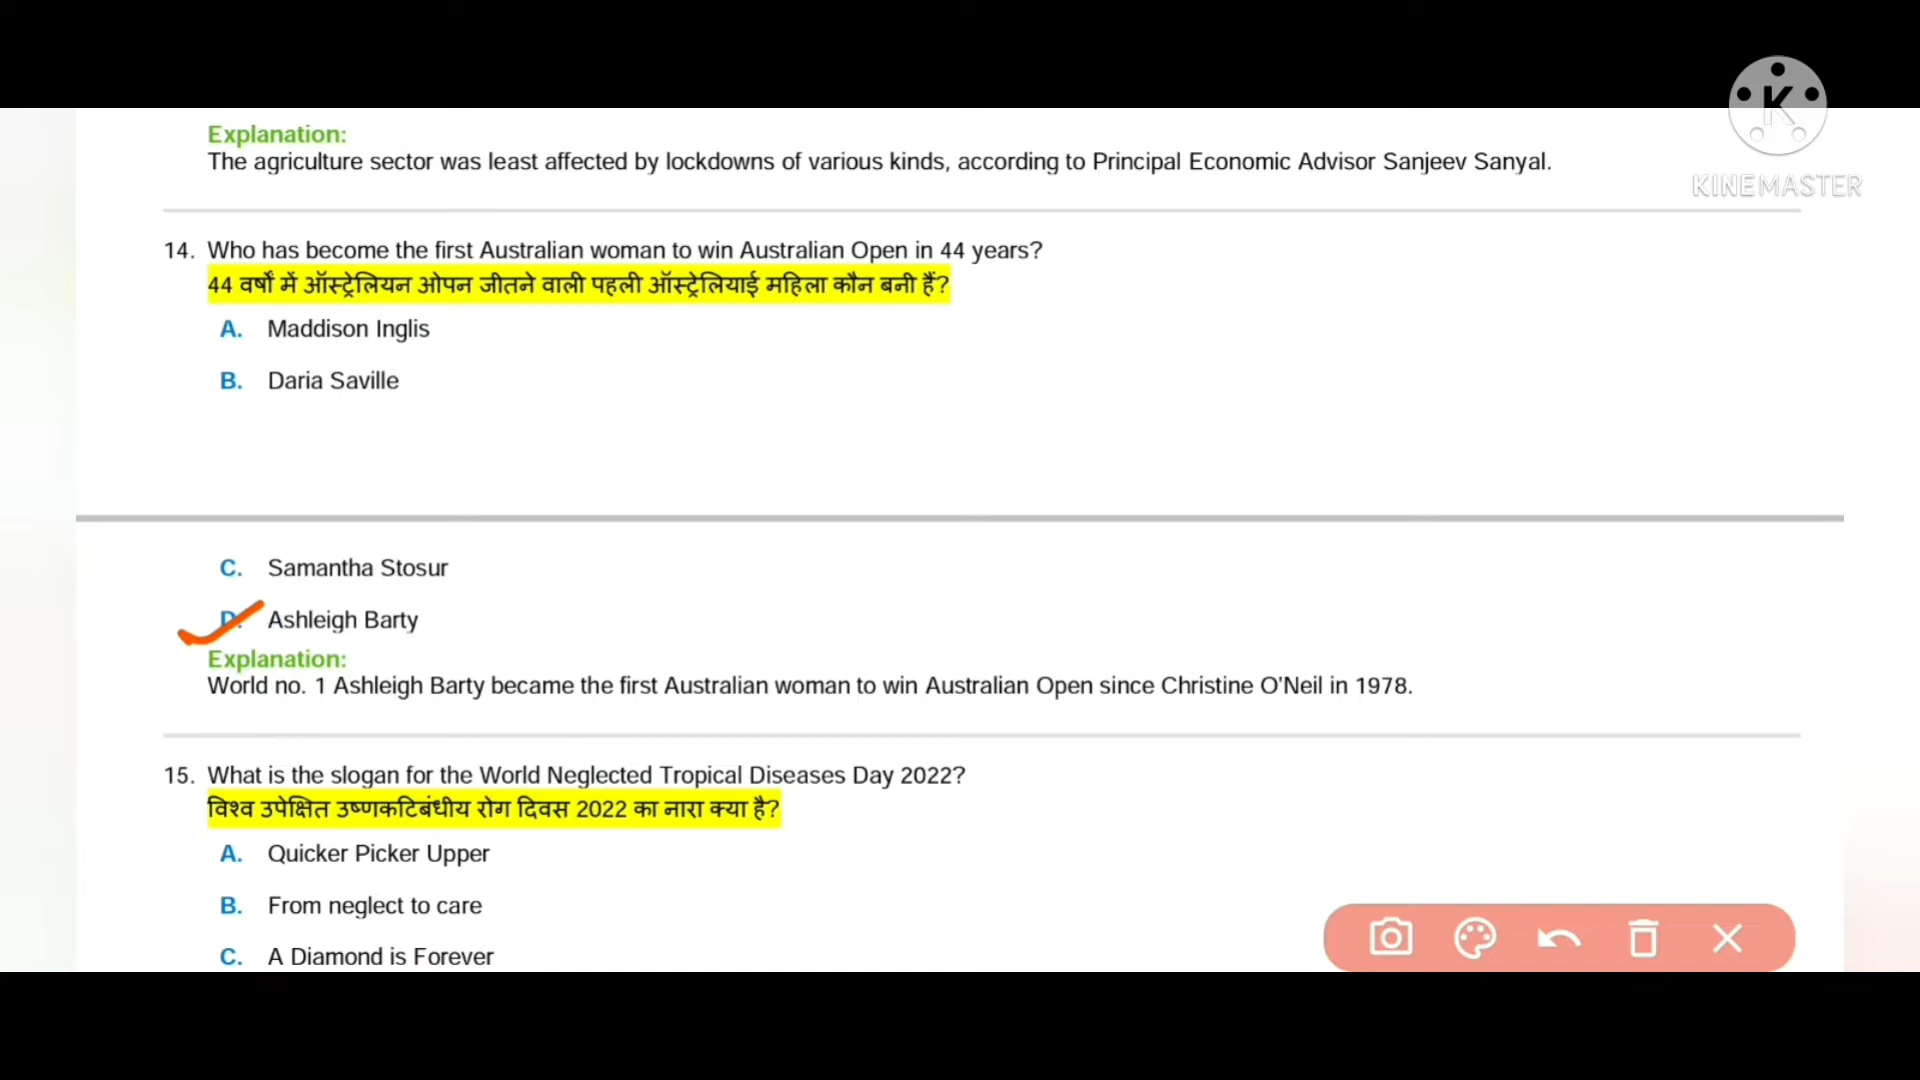 K
KINEMASTER
Explanation:
The agriculture sector was least affected by lockdowns of various kinds, according to Principal Economic Advisor Sanjeev Sanyal.
14. Who has become the first Australian woman to win Australian Open in 44 years?
44 वर्षों में ऑस्ट्रेलियन ओपन जीतने वाली पहली ऑस्ट्रेलियाई महिला कौन बनी हैं?
A. Maddison Inglis
B. Daria Saville
C. Samantha Stosur
D. Ashleigh Barty
Explanation:
World no. 1 Ashleigh Barty became the first Australian woman to win Australian Open since Christine O'Neil in 1978.
15. What is the slogan for the World Neglected Tropical Diseases Day 2022?
विश्व उपेक्षित उष्णकटिबंधीय रोग दिवस 2022 का नारा क्या है?
A. Quicker Picker Upper
B. From neglect to care
C. A Diamond is Forever